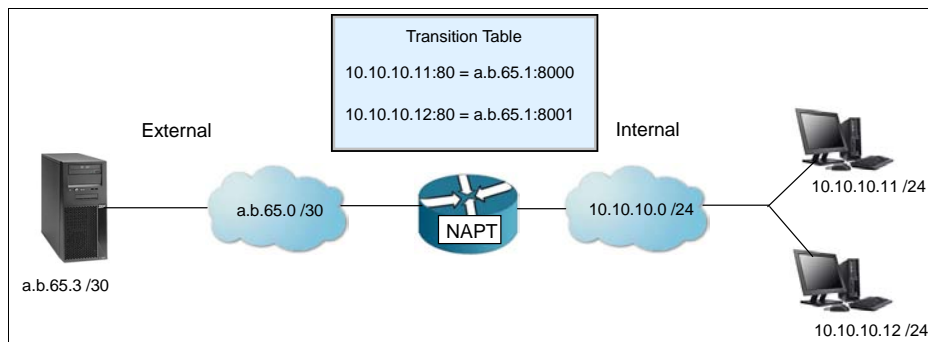 Transition Table
10.10.10.11:80 = a.b.65.1:8000
10.10.10.12:80 = a.b.65.1:8001
External
Internal
a.b.65.0 /30
NAPT
10.10.10.0 /24
10.10.10.11 /24
a.b.65.3 /30
10.10.10.12 /24